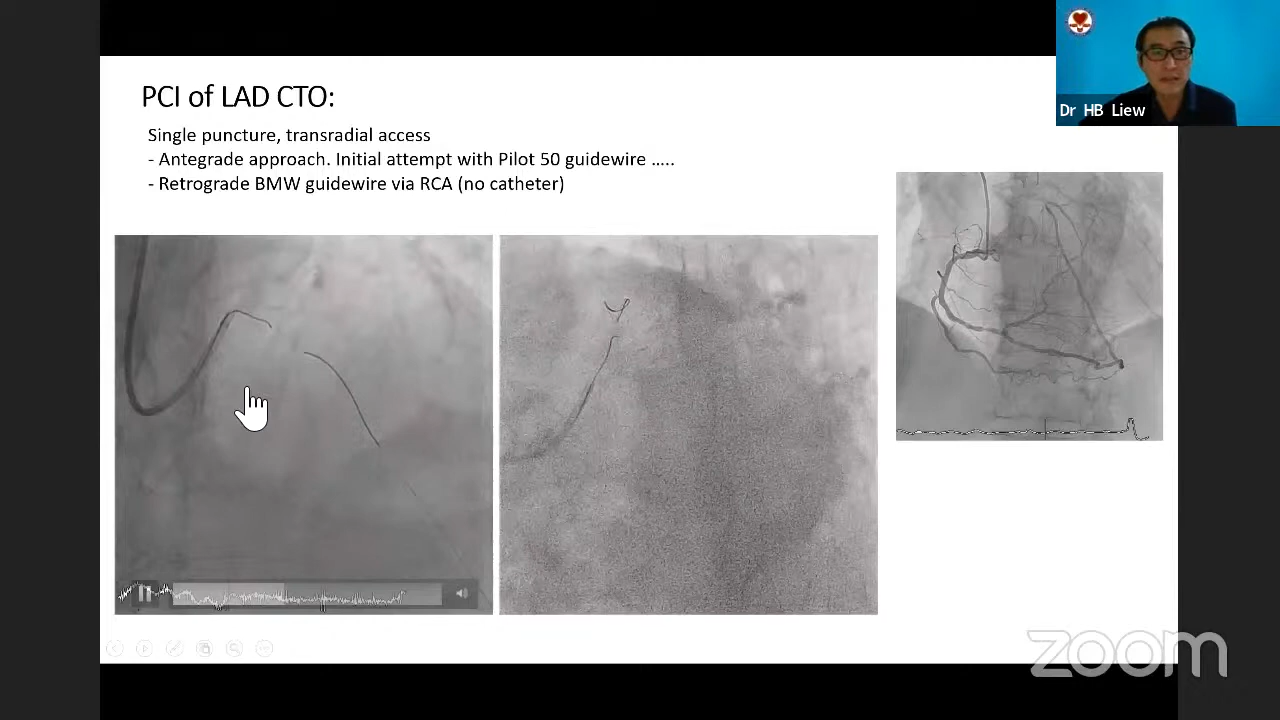 PCI of LAD CTO:
Single puncture, transradial access
- Antegrade approach. Initial attempt with Pilot 50 guidewire …..
- Retrograde BMW guidewire via RCA (no catheter)
Dr HB Liew
zoom